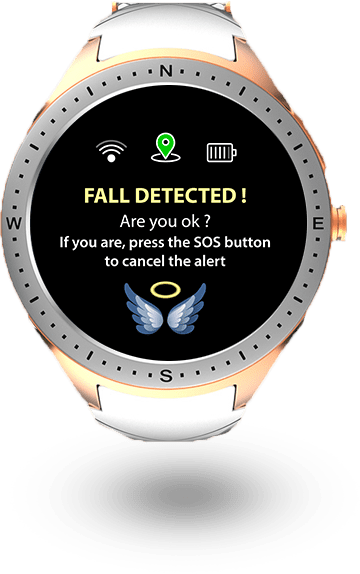 N
FALL DETECTED !
Are you ok ?
W
E
If you are, press the SOS button
to cancel the alert
S